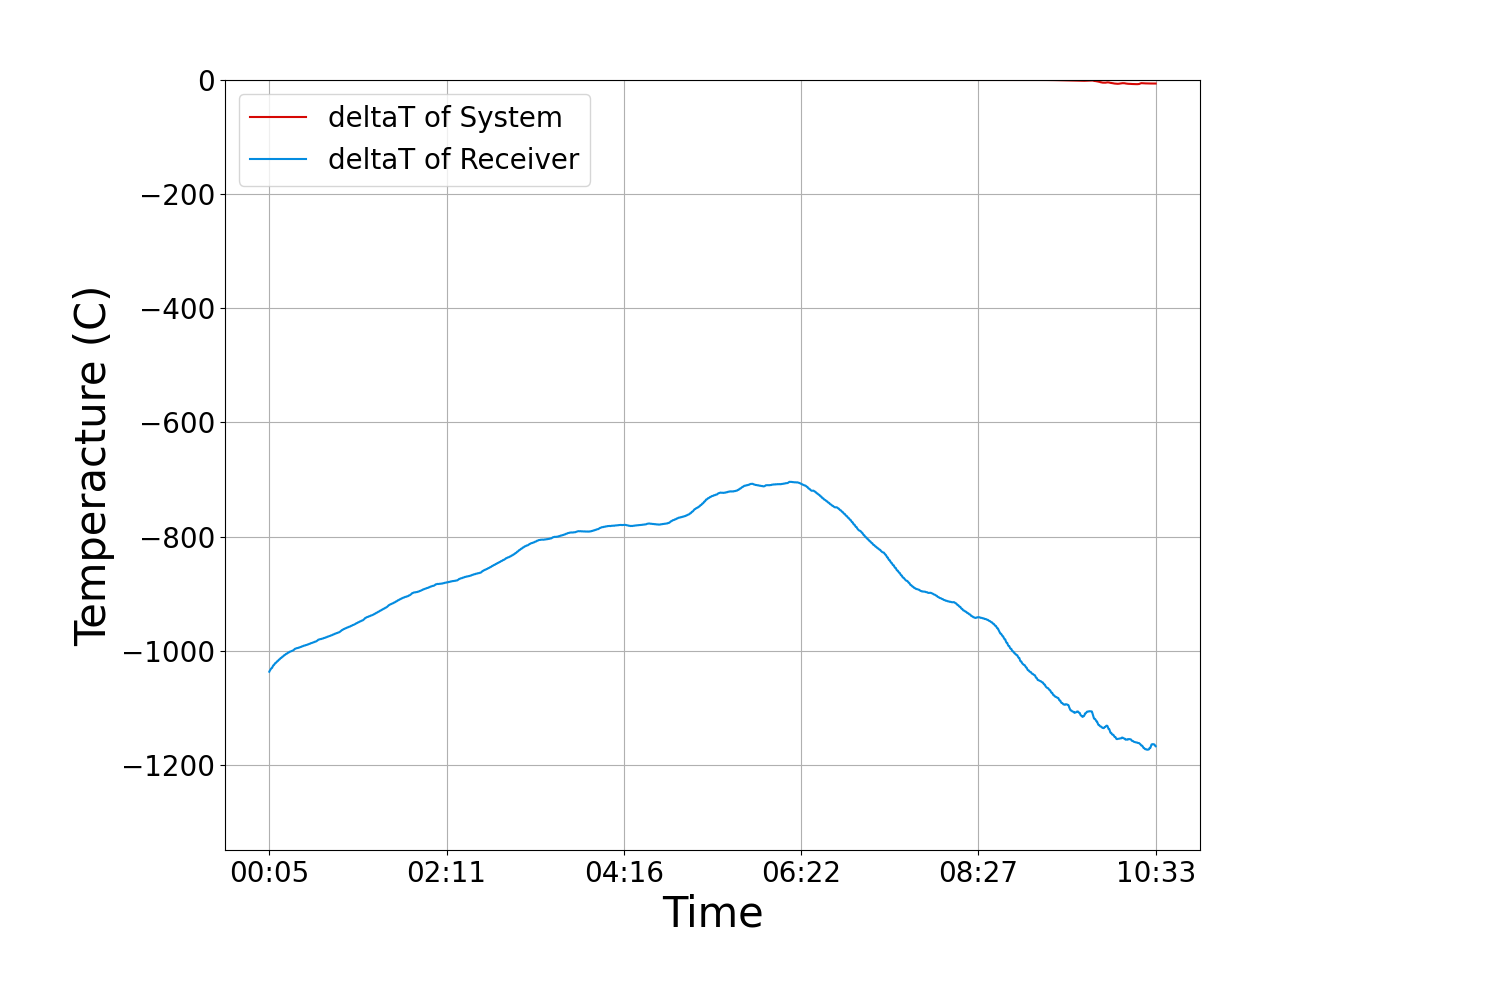 0
−200
−400
−600
−800
−1000
−1200
Temperacture (C)
deltaT of System
deltaT of Receiver
00:05 02:11 04:16 06:22 08:27 10:33
Time